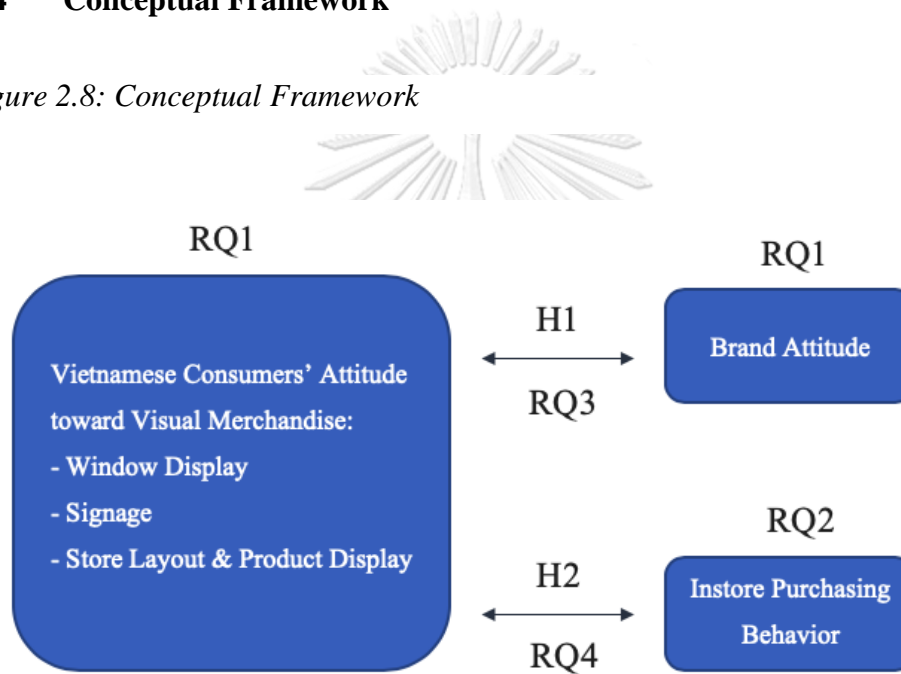 4 Conceptual Framework
gure 2.8: Conceptual Framework
RQ1
Vietnamese Consumers’ Attitude
toward Visual Merchandise:
- Window Display
- Signage
- Store Layout & Product Display
H1
RQ3
RQ1
Brand Attitude
H2
RQ4
RQ2
Instore Purchasing
Behavior